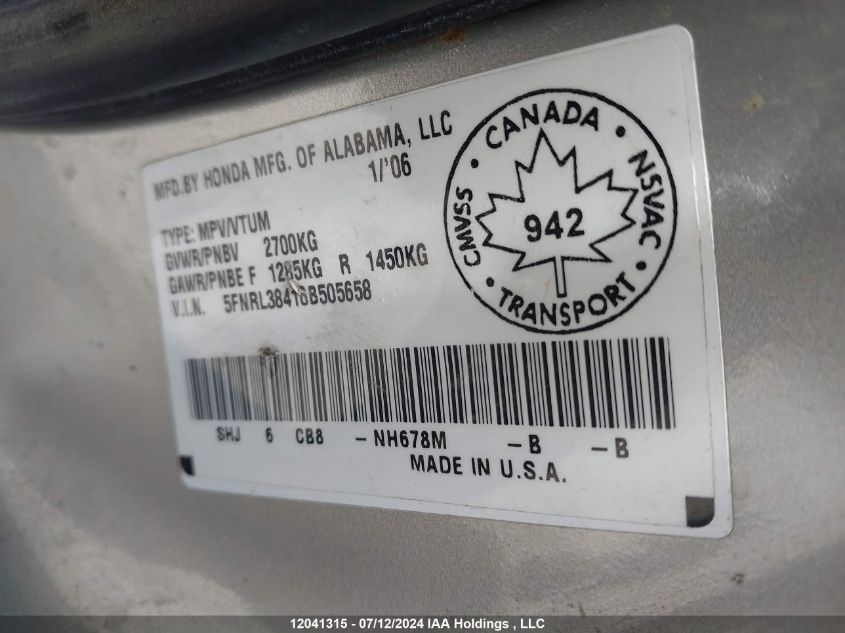 MFD.BY HONDA MFG. OF ALABAMA, LLC
1/'06
TYPE: MPV/VTUM
GVWR/PNBV 2700KG
GAWR/PNBE F 1285KG R 1450KG
V.I.N. 5FNRL38416B505658
• CANADA •
CMVSS NSVAC
942
• TRANSPORT •
SHJ 6 CB8 -NH678M -B -B
MADE IN U.S.A.
12041315 - 07/12/2024 IAA Holdings , LLC